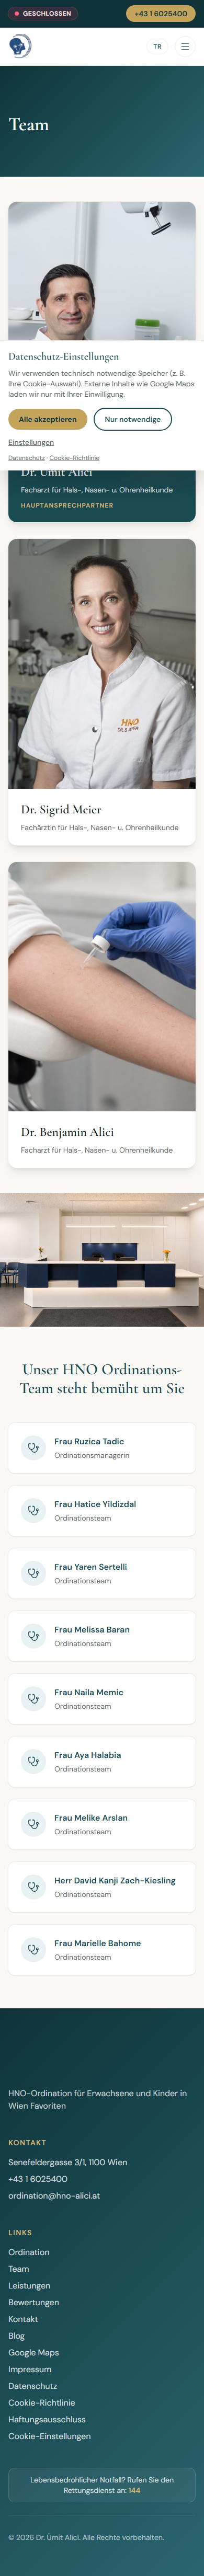 GESCHLOSSEN
+43 1 6025400
TR
Team
Datenschutz-Einstellungen
Wir verwenden technisch notwendige Speicher (z. B.
Ihre Cookie-Auswahl). Externe Inhalte wie Google Maps
laden wir nur mit Ihrer Einwilligung.
Alle akzeptieren
Nur notwendige
Einstellungen
Datenschutz · Cookie-Richtlinie
Dr. Ümit Alici
Facharzt für Hals-, Nasen- u. Ohrenheilkunde
HAUPTANSPRECHPARTNER
HNO
Dr. Sigrid Meier
Fachärztin für Hals-, Nasen- u. Ohrenheilkunde
Dr. Benjamin Alici
Facharzt für Hals-, Nasen- u. Ohrenheilkunde
Unser HNO Ordinations-
Team steht bemüht um Sie
Frau Ruzica Tadic
Ordinationsmanagerin
Frau Hatice Yildizdal
Ordinationsteam
Frau Yaren Sertelli
Ordinationsteam
Frau Melissa Baran
Ordinationsteam
Frau Naila Memic
Ordinationsteam
Frau Aya Halabia
Ordinationsteam
Frau Melike Arslan
Ordinationsteam
Herr David Kanji Zach-Kiesling
Ordinationsteam
Frau Marielle Bahome
Ordinationsteam
HNO-Ordination für Erwachsene und Kinder in
Wien Favoriten
KONTAKT
Senefeldergasse 3/1, 1100 Wien
+43 1 6025400
ordination@hno-alici.at
LINKS
Ordination
Team
Leistungen
Bewertungen
Kontakt
Blog
Google Maps
Impressum
Datenschutz
Cookie-Richtlinie
Haftungsausschluss
Cookie-Einstellungen
Lebensbedrohlicher Notfall? Rufen Sie den
Rettungsdienst an: 144
© 2026 Dr. Ümit Alici. Alle Rechte vorbehalten.